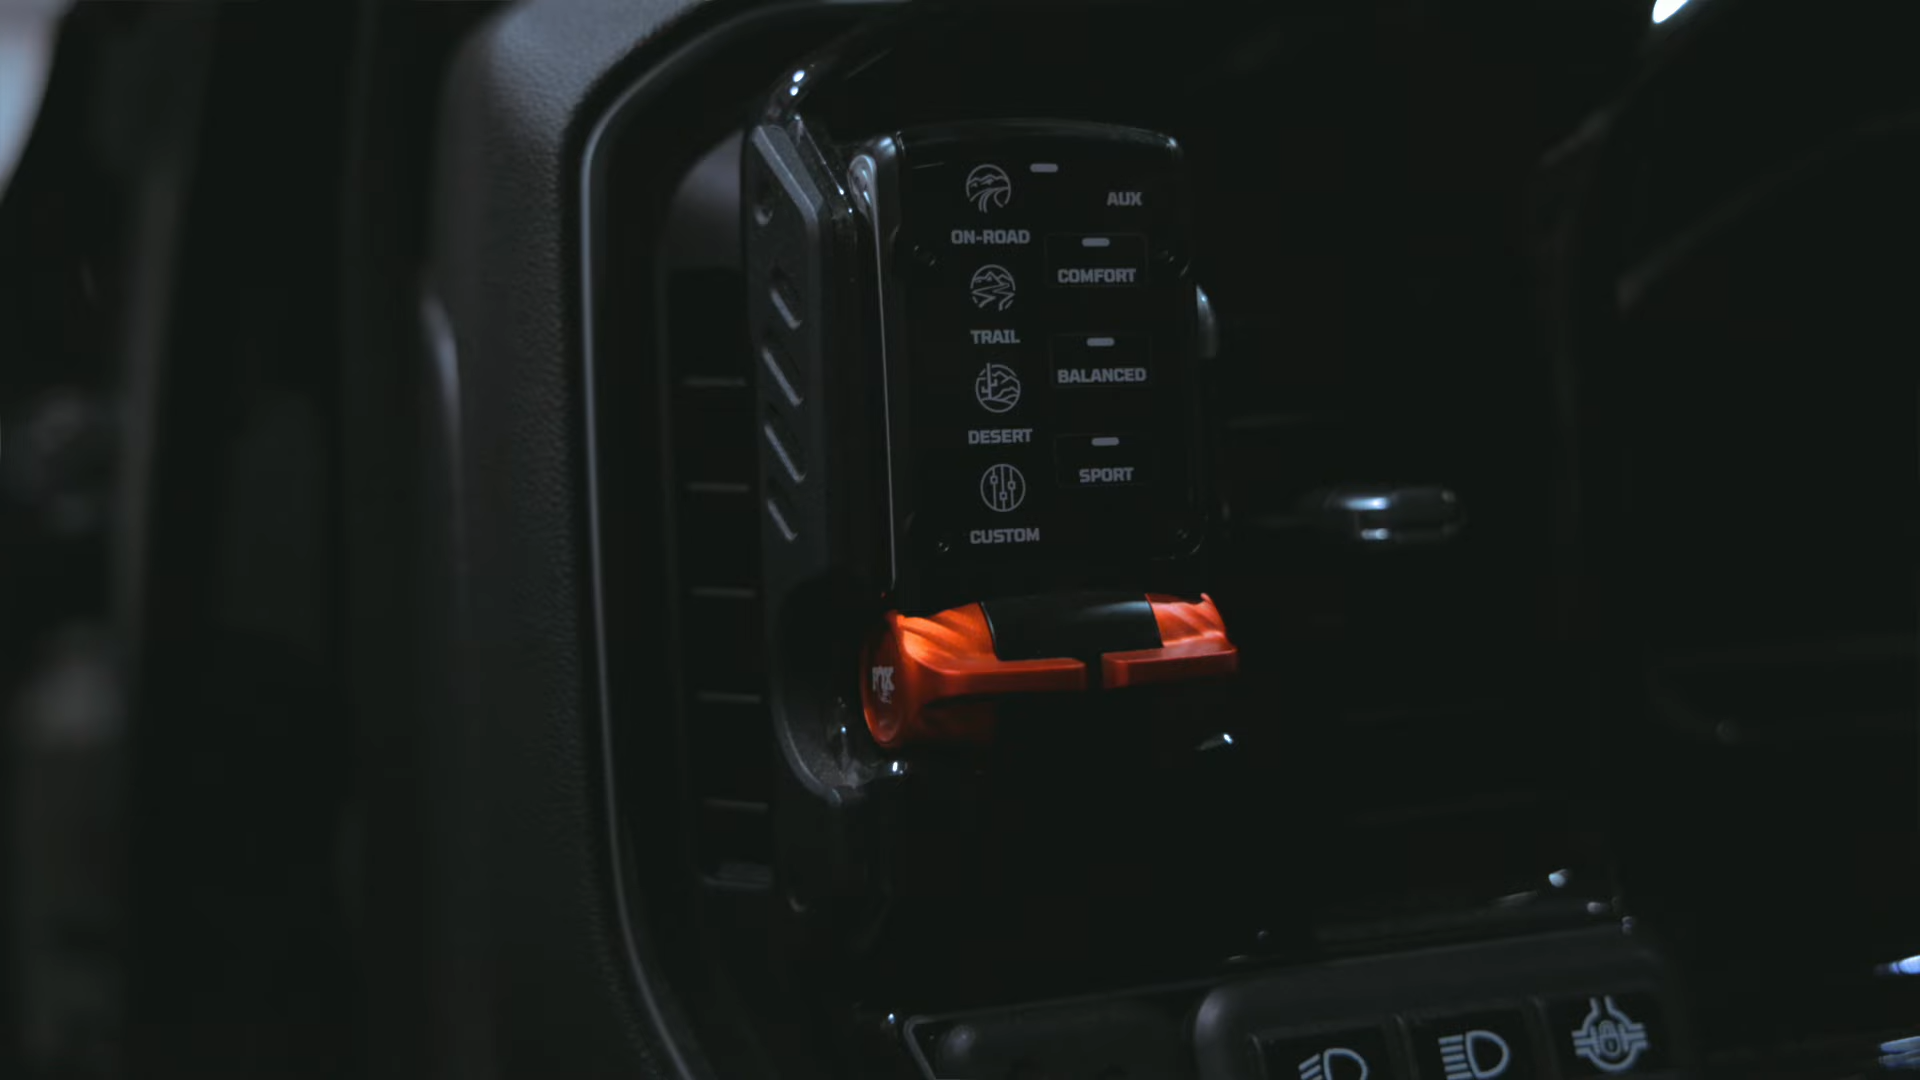 ON-ROAD
AUX
COMFORT
TRAIL
BALANCED
DESERT
SPORT
CUSTOM